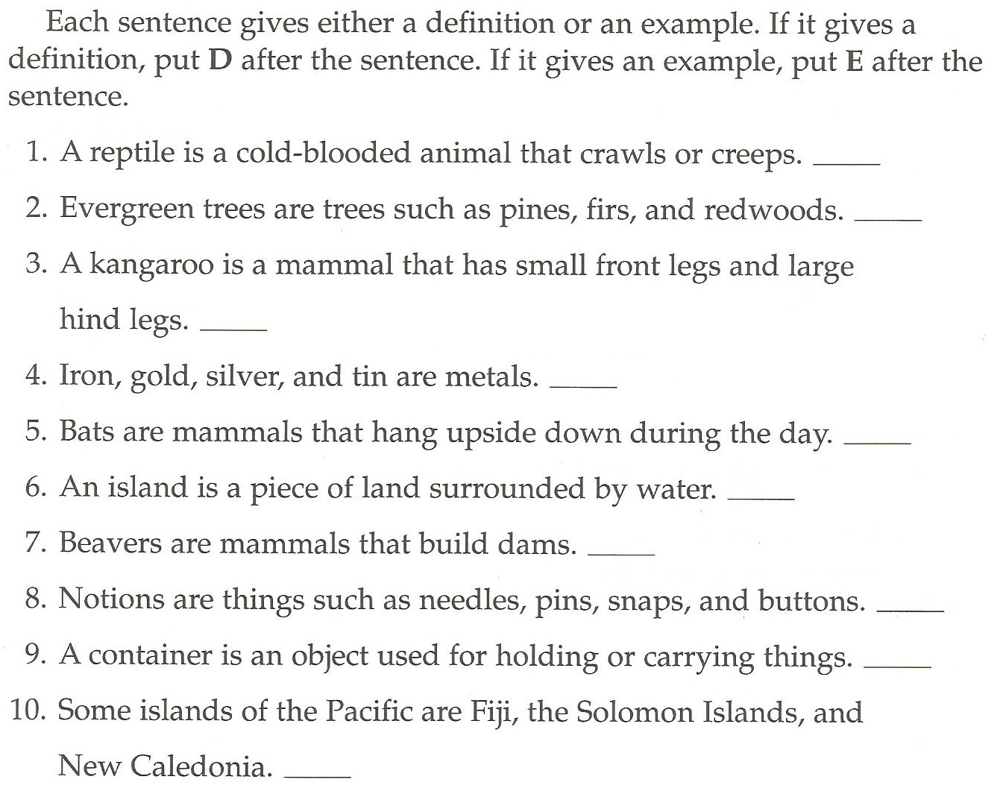 Each sentence gives either a definition or an example. If it gives a
definition, put D after the sentence. If it gives an example, put E after the
sentence.
1. A reptile is a cold-blooded animal that crawls or creeps. _____
2. Evergreen trees are trees such as pines, firs, and redwoods. _____
3. A kangaroo is a mammal that has small front legs and large
hind legs. _____
4. Iron, gold, silver, and tin are metals. _____
5. Bats are mammals that hang upside down during the day. _____
6. An island is a piece of land surrounded by water. _____
7. Beavers are mammals that build dams. _____
8. Notions are things such as needles, pins, snaps, and buttons. _____
9. A container is an object used for holding or carrying things. _____
10. Some islands of the Pacific are Fiji, the Solomon Islands, and
New Caledonia. _____